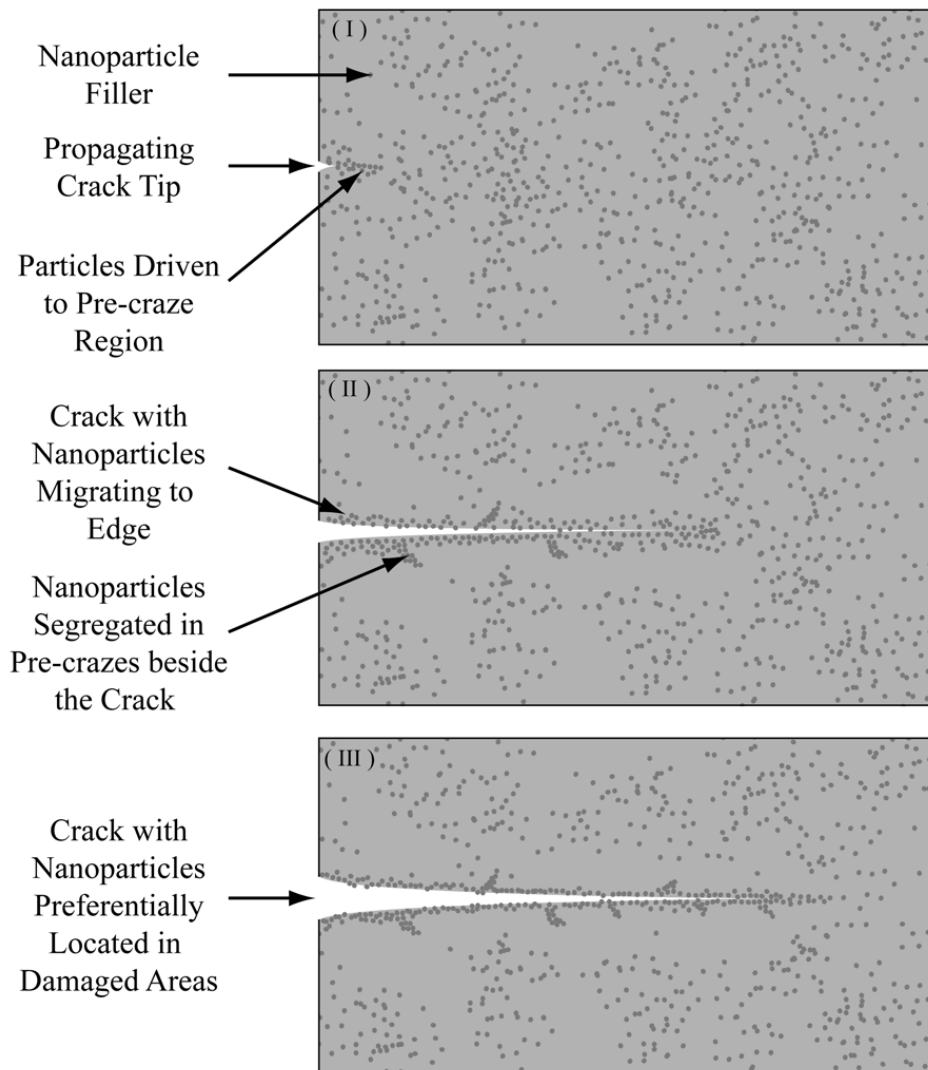 ( I )
Nanoparticle
Filler
Propagating
Crack Tip
Particles Driven
to Pre-craze
Region
( II )
Crack with
Nanoparticles
Migrating to
Edge
Nanoparticles
Segregated in
Pre-crazes beside
the Crack
( III )
Crack with
Nanoparticles
Preferentially
Located in
Damaged Areas